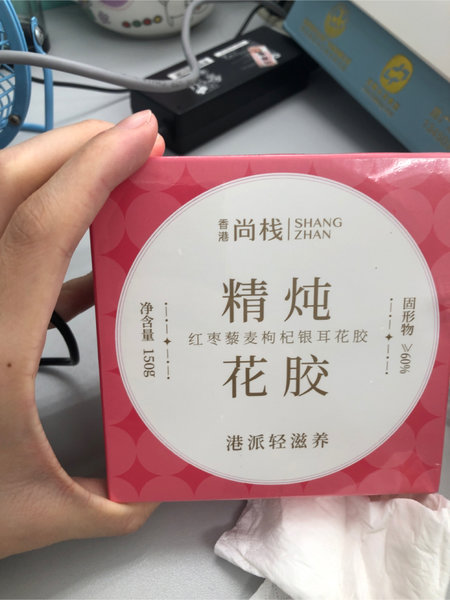 香港 尚栈 SHANG
ZHAN
精炖
红枣藜麦枸杞银耳花胶
花胶
港派轻滋养
净含量 150g
固形物 ≥60%